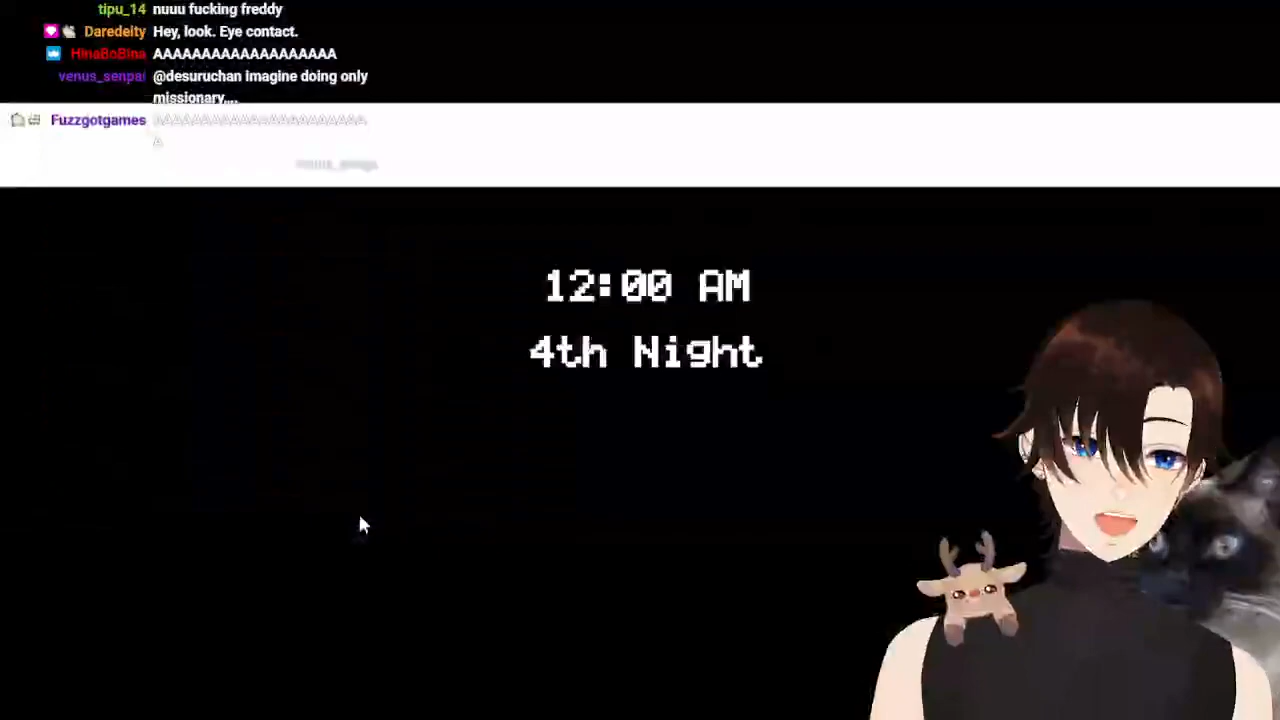 tipu_14 nuuu fucking freddy
Daredeity Hey, look. Eye contact.
HinaBoBina AAAAAAAAAAAAAAAAAAA
venus_senpai @desuruchan imagine doing only
missionary....
Fuzzgotgames
A
12:00 AM
4th Night